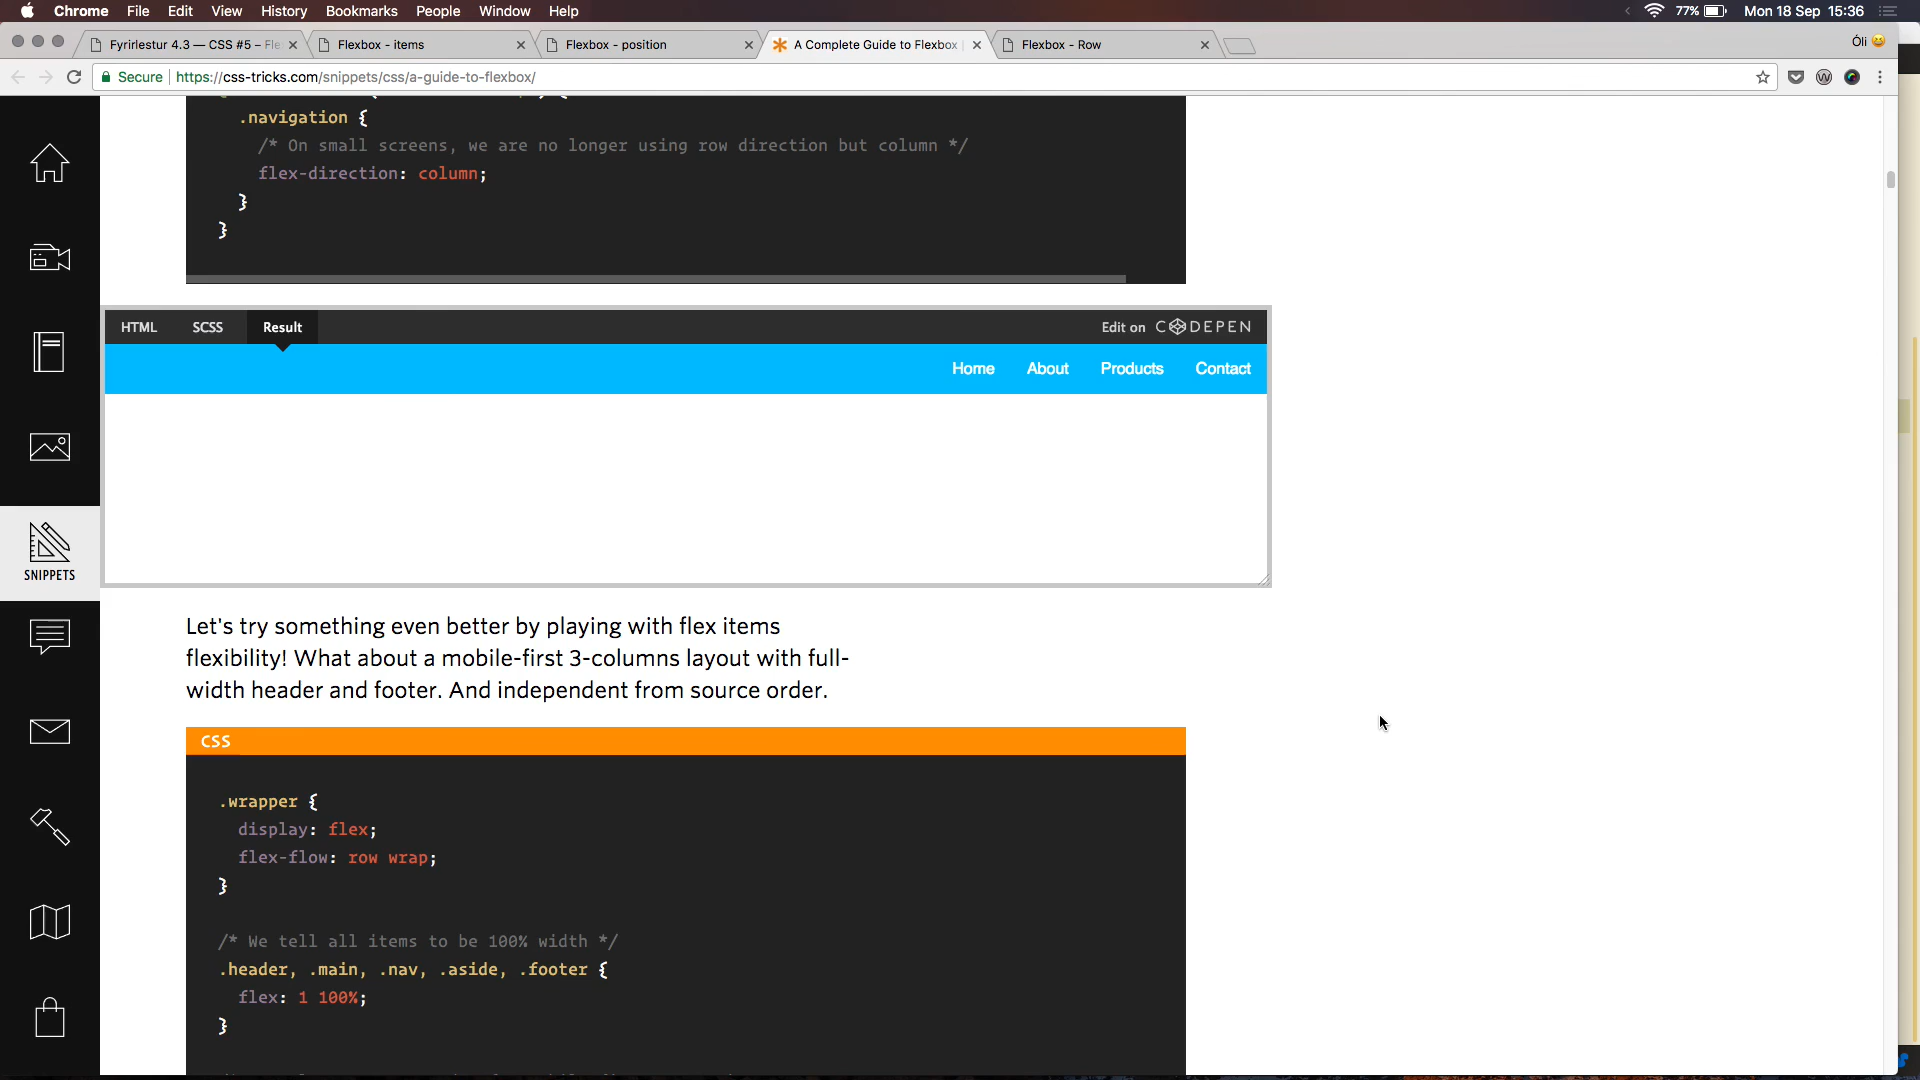 Chrome File Edit View History Bookmarks People Window Help 77% Mon 18 Sep 15:36
Fyrirlestur 4.3 — CSS #5 – Fle Flexbox - items Flexbox - position A Complete Guide to Flexbox Flexbox - Row Óli
Secure https://css-tricks.com/snippets/css/a-guide-to-flexbox/
.navigation {
/* On small screens, we are no longer using row direction but column */
flex-direction: column;
}
}
HTML SCSS Result Edit on CODEPEN
Home About Products Contact
SNIPPETS
Let's try something even better by playing with flex items
flexibility! What about a mobile-first 3-columns layout with full-
width header and footer. And independent from source order.
CSS
.wrapper {
display: flex;
flex-flow: row wrap;
}
/* We tell all items to be 100% width */
.header, .main, .nav, .aside, .footer {
flex: 1 100%;
}